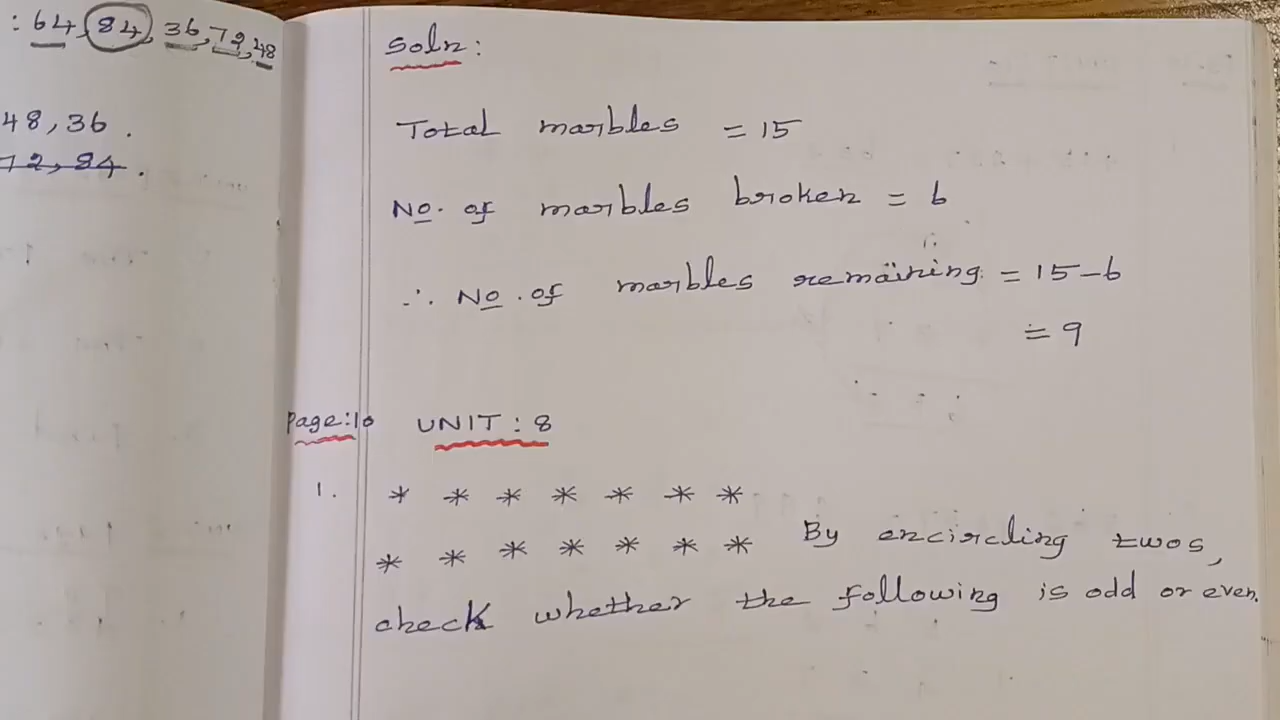 : 64, 84, 36, 72, 48
48, 36 .
72, 84 .
Soln :
Total marbles = 15
No. of marbles broken = 6
∴ No. of marbles remaining = 15 - 6
= 9
Page:10 UNIT : 8
1. * * * * * * *
* * * * * * * By encircling twos,
check whether the following is odd or even.